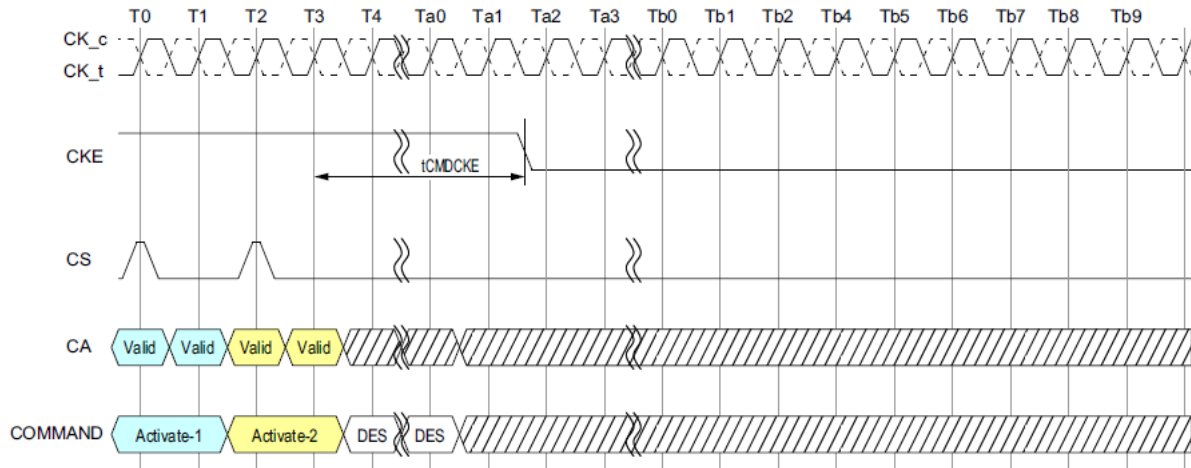 T0 T1 T2 T3 T4 Ta0 Ta1 Ta2 Ta3 Tb0 Tb1 Tb2 Tb4 Tb5 Tb6 Tb7 Tb8 Tb9
CK_c
CK_t
CKE
tCMDCKE
CS
CA Valid Valid Valid Valid
COMMAND Activate-1 Activate-2 DES DES